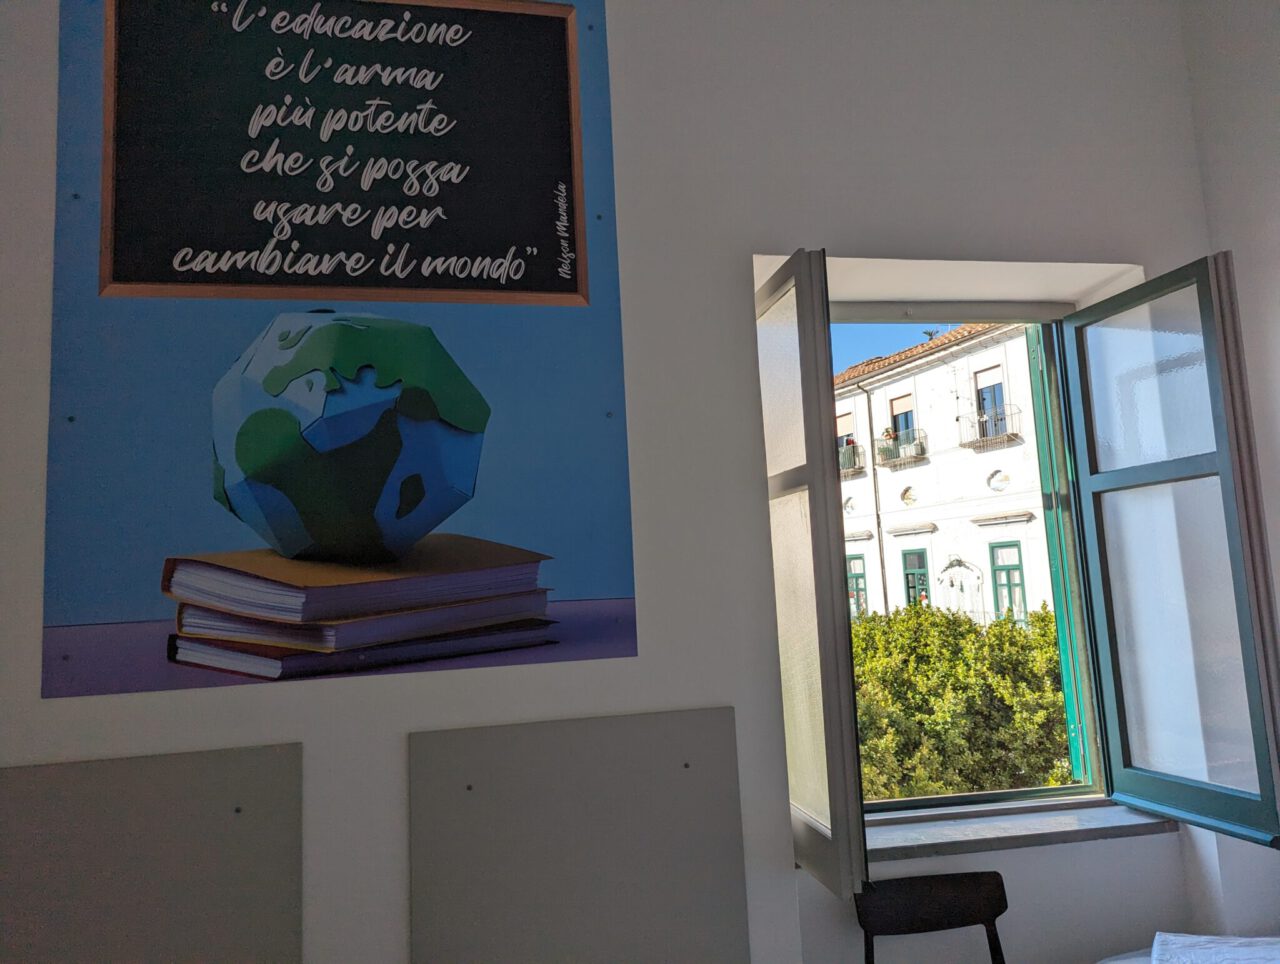 “l'educazione
è l'arma
più potente
che si possa
usare per
cambiare il mondo”
Nelson Mandela